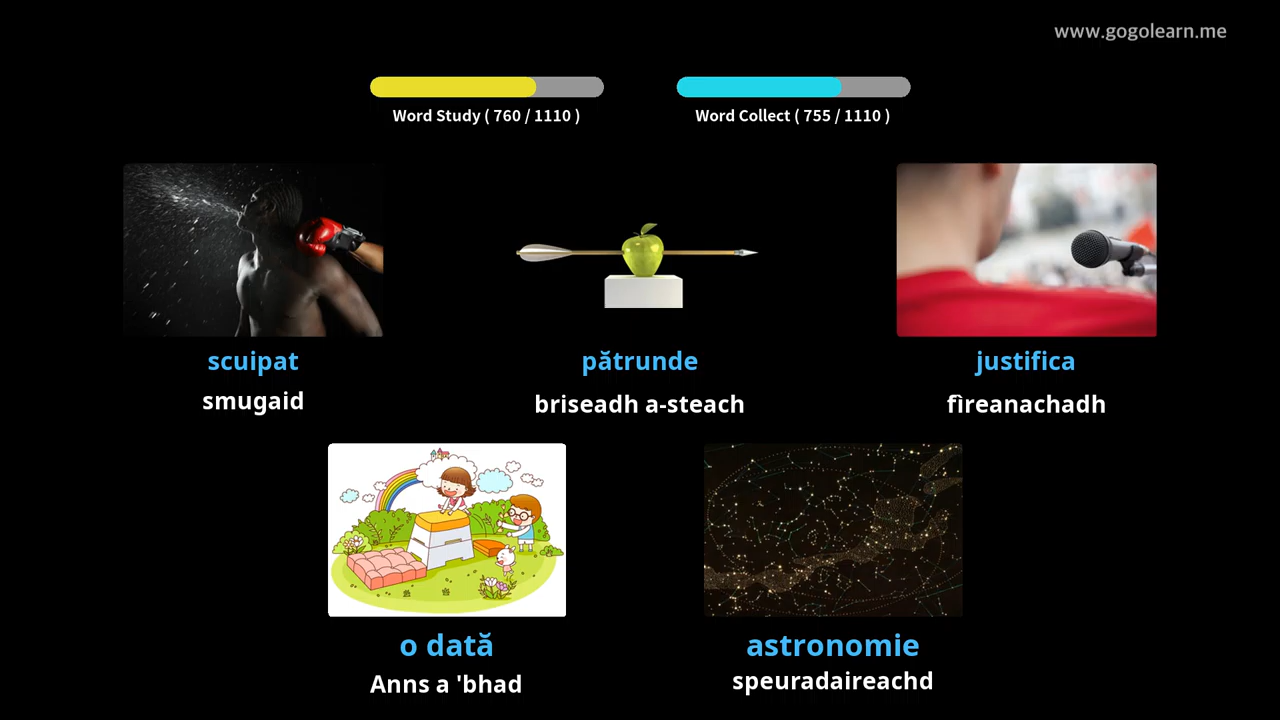 www.gogolearn.me
Word Study ( 760 / 1110 )
Word Collect ( 755 / 1110 )
scuipat
pătrunde
justifica
smugaid
briseadh a-steach
fìreanachadh
o dată
astronomie
Anns a 'bhad
speuradaireachd